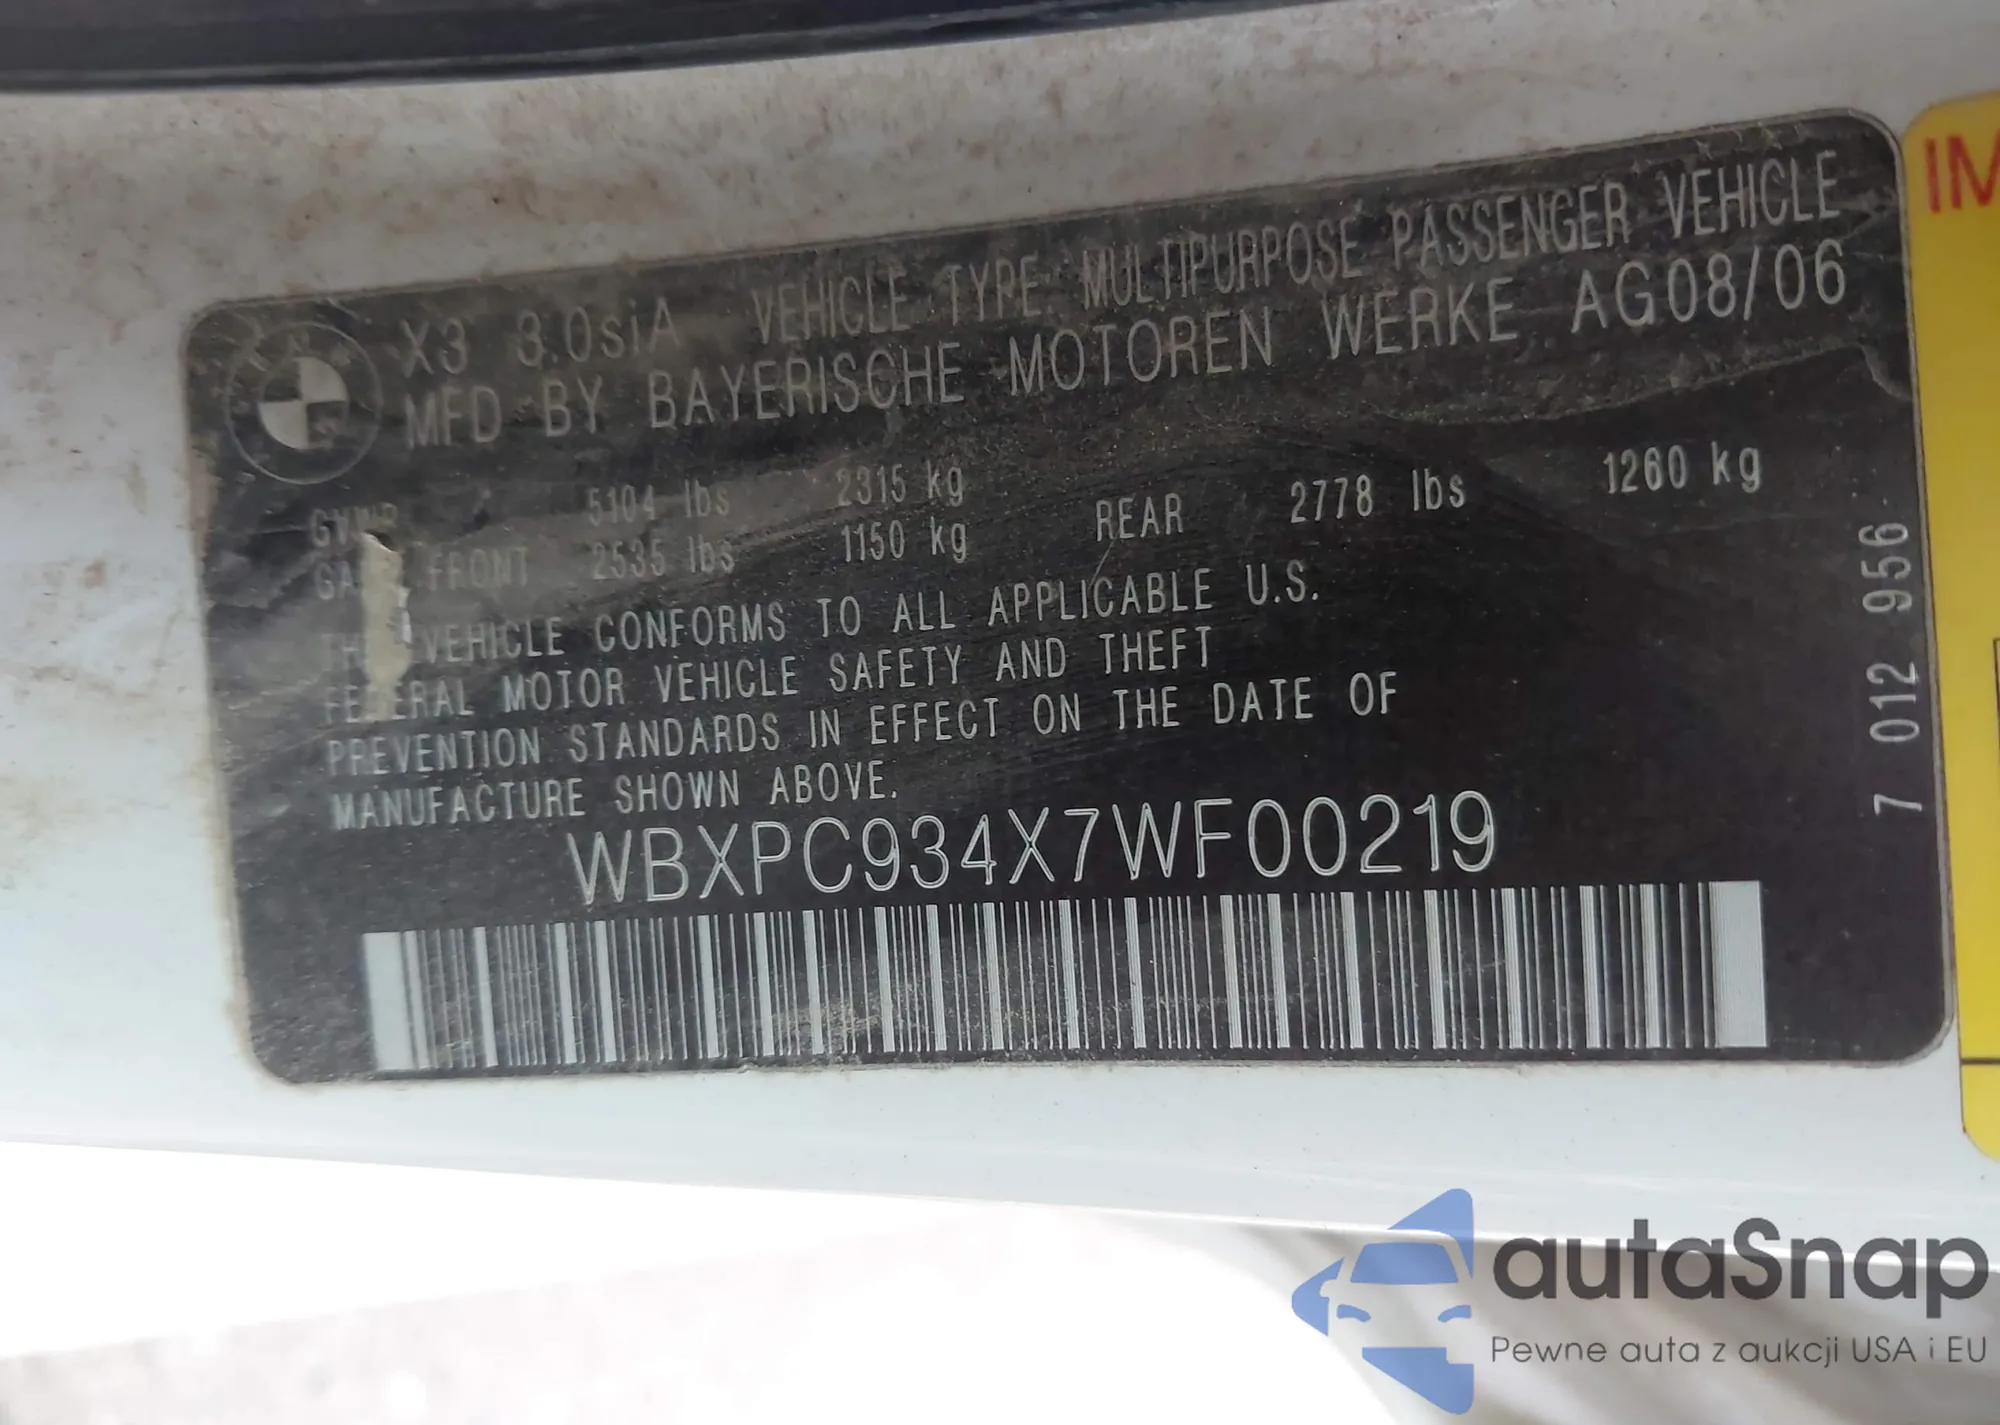 X3 3.0siA VEHICLE TYPE MULTIPURPOSE PASSENGER VEHICLE
MFD BY BAYERISCHE MOTOREN WERKE AG08/06
GVWR 5104 lbs 2315 kg
FRONT 2535 lbs 1150 kg REAR 2778 lbs 1260 kg
VEHICLE CONFORMS TO ALL APPLICABLE U.S.
FEDERAL MOTOR VEHICLE SAFETY AND THEFT
PREVENTION STANDARDS IN EFFECT ON THE DATE OF
MANUFACTURE SHOWN ABOVE.
WBXPC934X7WF00219
7 012 956
IM
autaSnap
Pewne auta z aukcji USA i EU